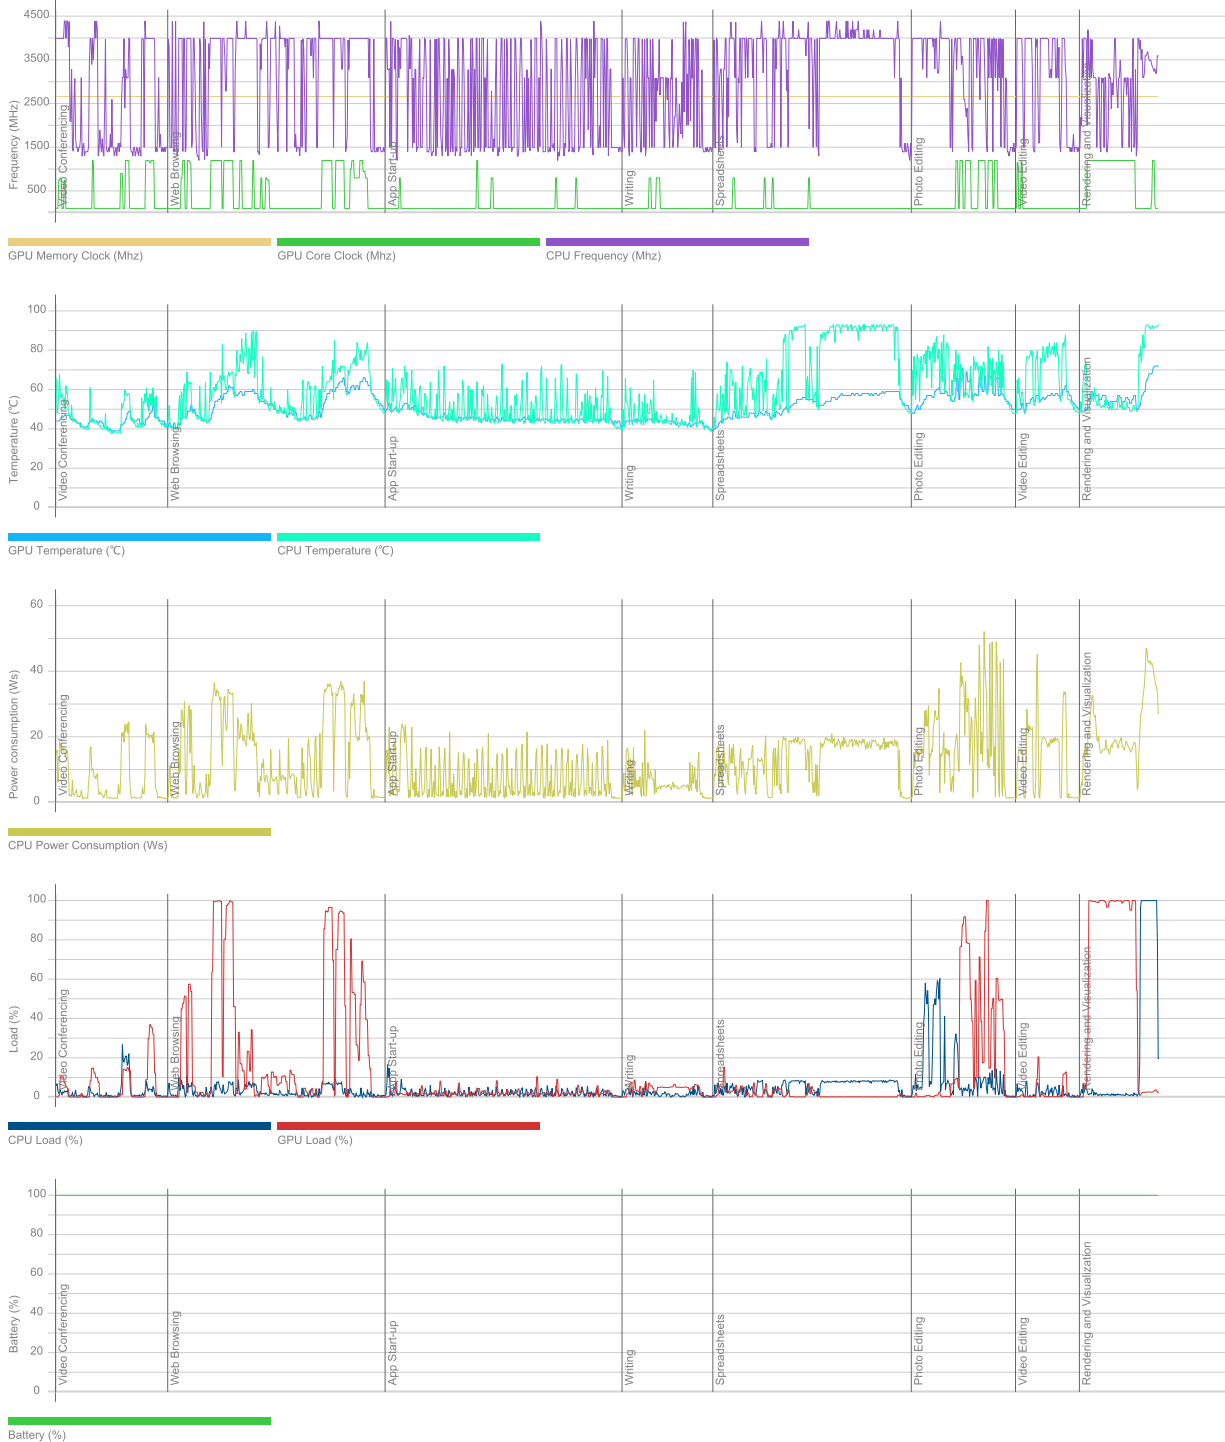 Frequency (MHz)
4500
3500
2500
1500
500
Video Conferencing
Web Browsing
App Start-up
Writing
Spreadsheets
Photo Editing
Video Editing
Rendering and Visualization
GPU Memory Clock (Mhz)
GPU Core Clock (Mhz)
CPU Frequency (Mhz)
Temperature (°C)
100
80
60
40
20
0
Video Conferencing
Web Browsing
App Start-up
Writing
Spreadsheets
Photo Editing
Video Editing
Rendering and Visualization
GPU Temperature (°C)
CPU Temperature (°C)
Power consumption (Ws)
60
40
20
0
Video Conferencing
Web Browsing
App Start-up
Writing
Spreadsheets
Photo Editing
Video Editing
Rendering and Visualization
CPU Power Consumption (Ws)
Load (%)
100
80
60
40
20
0
Video Conferencing
Web Browsing
App Start-up
Writing
Spreadsheets
Photo Editing
Video Editing
Rendering and Visualization
CPU Load (%)
GPU Load (%)
Battery (%)
100
80
60
40
20
0
Video Conferencing
Web Browsing
App Start-up
Writing
Spreadsheets
Photo Editing
Video Editing
Rendering and Visualization
Battery (%)